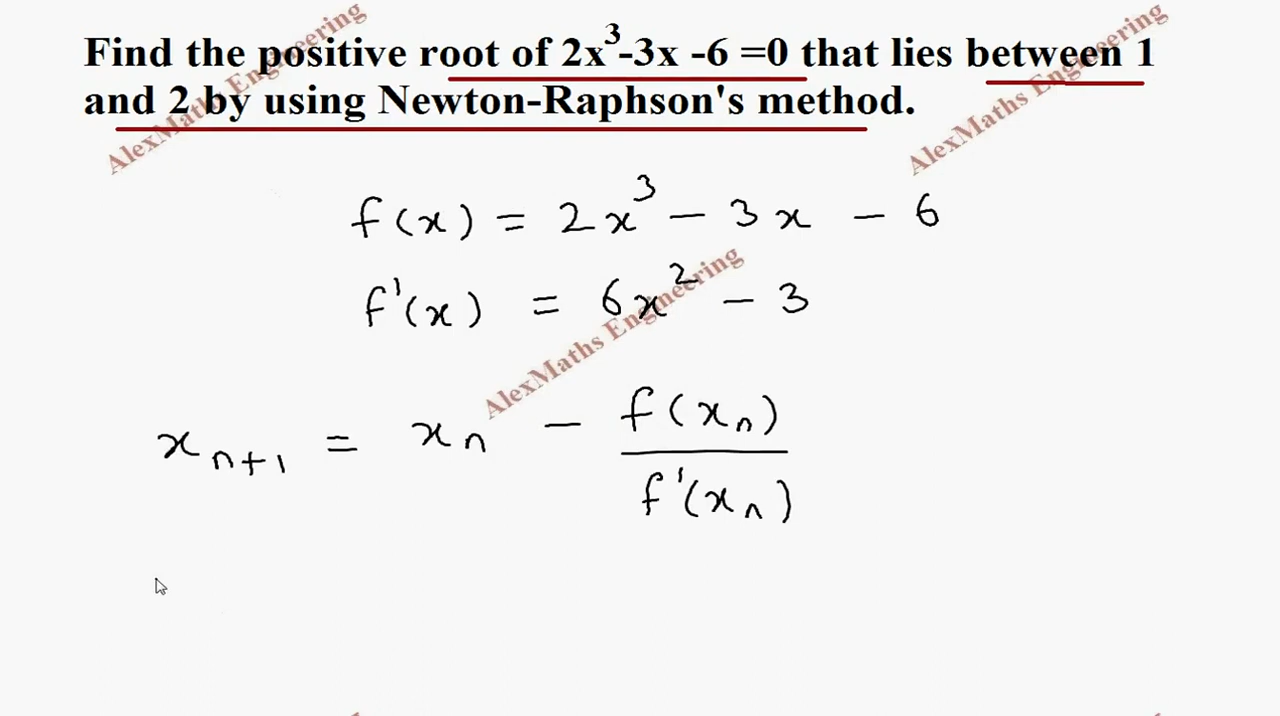 Find the positive root of 2x³-3x -6 =0 that lies between 1
and 2 by using Newton-Raphson's method.
AlexMaths Engineering
AlexMaths Engineering
f(x) = 2x³ - 3x - 6
f'(x) = 6x² - 3
AlexMaths Engineering
xₙ₊₁ = xₙ - f(xₙ)
f'(xₙ)